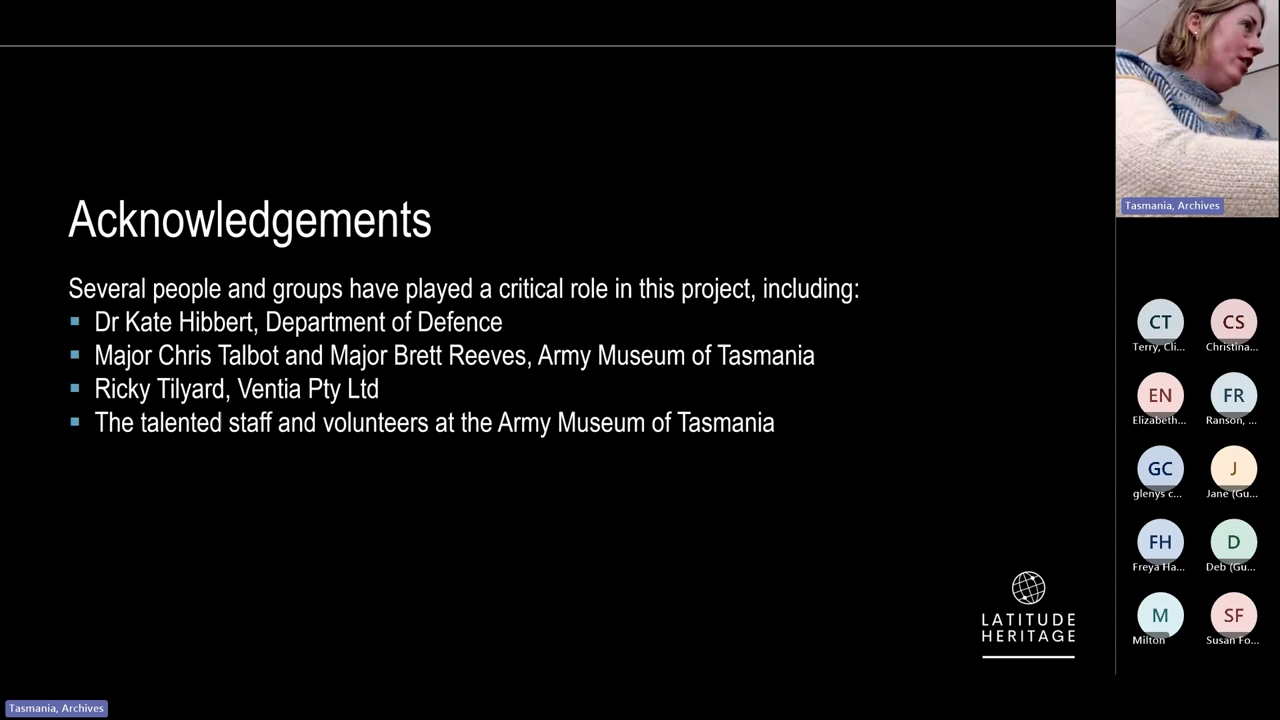 Acknowledgements
Several people and groups have played a critical role in this project, including:
Dr Kate Hibbert, Department of Defence
Major Chris Talbot and Major Brett Reeves, Army Museum of Tasmania
Ricky Tilyard, Ventia Pty Ltd
The talented staff and volunteers at the Army Museum of Tasmania
LATITUDE
HERITAGE
Tasmania, Archives
Tasmania, Archives
CT CS
Terry, Cli... Christina...
EN FR
Elizabeth... Ranson, ...
GC J
glenys c... Jane (Gu...
FH D
Freya Ha... Deb (Gu...
M SF
Milton Susan Fo...